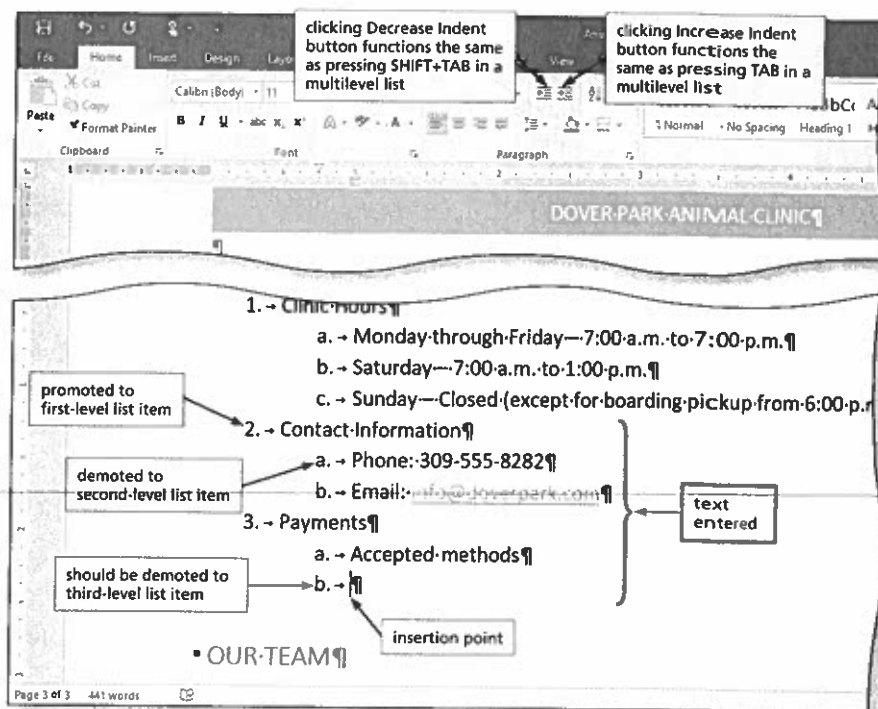 clicking Decrease Indent
button functions the same
as pressing SHIFT+TAB in a
multilevel list
clicking Increase Indent
button functions the
same as pressing TAB in a
multilevel list
File Home Insert Design Layo View
Cut
Copy
Format Painter
Paste
Calibri (Body) 11
B I U abc x, x'
A
¶ Normal No Spacing Heading 1
Clipboard Font Paragraph
DOVER·PARK·ANIMAL·CLINIC¶
¶
1.→Clinic·Hours¶
a.→Monday·through·Friday—·7:00·a.m.·to·7:00·p.m.¶
b.→Saturday—·7:00·a.m.·to·1:00·p.m.¶
c.→Sunday—·Closed·(except·for·boarding·pickup·from·6:00·p.r
promoted to
first-level list item
2.→Contact·Information¶
demoted to
second-level list item
a.→Phone:·309-555-8282¶
b.→Email:·info@doverpark.com¶
text
entered
3.→Payments¶
a.→Accepted·methods¶
should be demoted to
third-level list item
b.→¶
insertion point
▪OUR·TEAM¶
Page 3 of 3 441 words